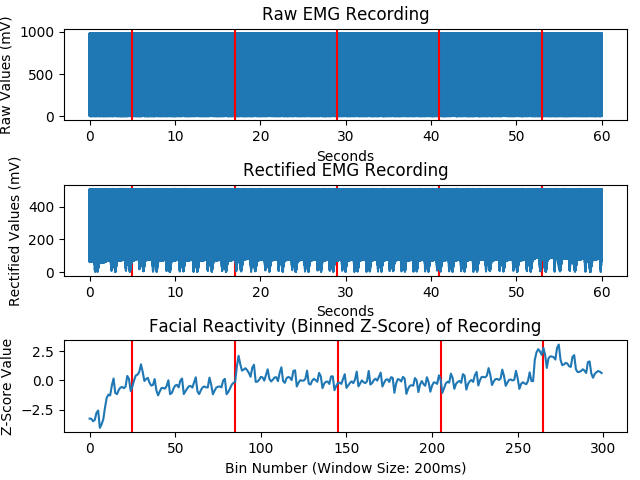 Raw EMG Recording
Raw Values (mV)
1000
500
0
0 10 20 30 40 50 60
Seconds
Rectified EMG Recording
Rectified Values (mV)
400
200
0
0 10 20 30 40 50 60
Seconds
Facial Reactivity (Binned Z-Score) of Recording
Z-Score Value
2.5
0.0
−2.5
0 50 100 150 200 250 300
Bin Number (Window Size: 200ms)